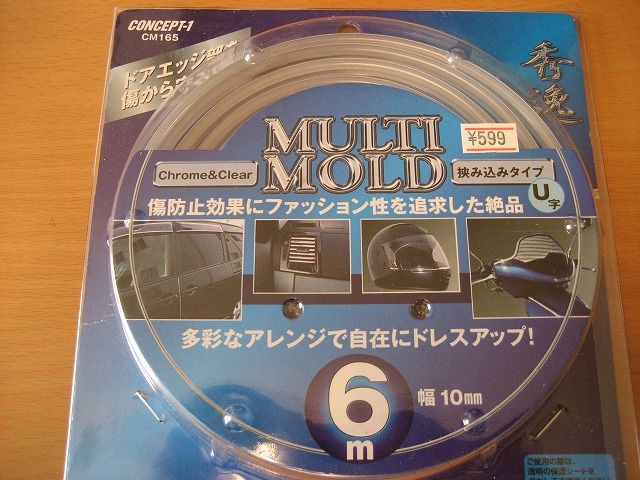 CONCEPT-1
CM165
ドアエッジ部を
傷から
秀逸
MULTI
MOLD
¥599
Chrome&Clear
挟み込みタイプ
U字
傷防止効果にファッション性を追求した絶品
多彩なアレンジで自在にドレスアップ!
6
m
幅10mm
ご使用の際は、
透明の保護シートを